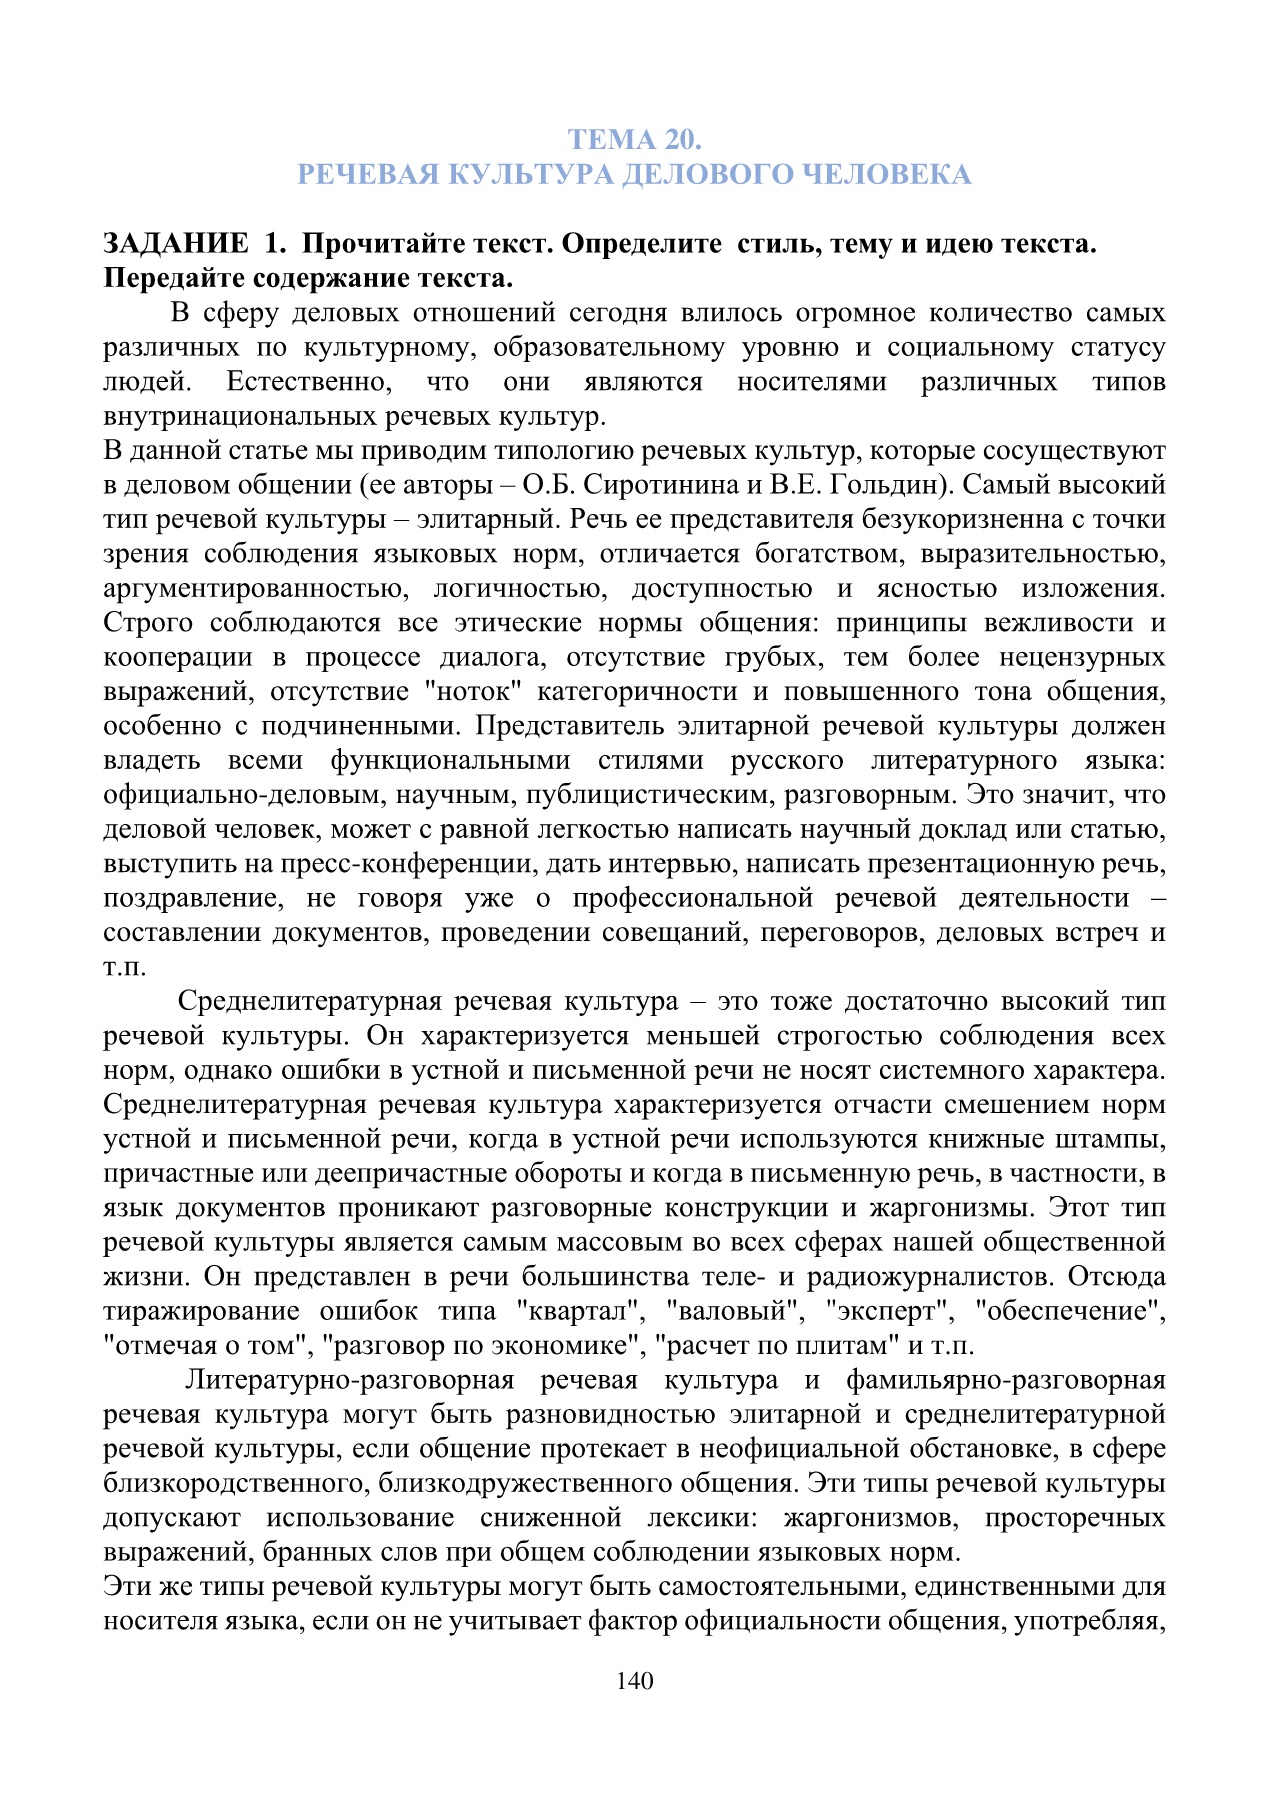 ТЕМА 20.
РЕЧЕВАЯ КУЛЬТУРА ДЕЛОВОГО ЧЕЛОВЕКА
ЗАДАНИЕ 1. Прочитайте текст. Определите стиль, тему и идею текста.
Передайте содержание текста.
В сферу деловых отношений сегодня влилось огромное количество самых
различных по культурному, образовательному уровню и социальному статусу
людей. Естественно, что они являются носителями различных типов
внутринациональных речевых культур.
В данной статье мы приводим типологию речевых культур, которые сосуществуют
в деловом общении (ее авторы – О.Б. Сиротинина и В.Е. Гольдин). Самый высокий
тип речевой культуры – элитарный. Речь ее представителя безукоризненна с точки
зрения соблюдения языковых норм, отличается богатством, выразительностью,
аргументированностью, логичностью, доступностью и ясностью изложения.
Строго соблюдаются все этические нормы общения: принципы вежливости и
кооперации в процессе диалога, отсутствие грубых, тем более нецензурных
выражений, отсутствие "ноток" категоричности и повышенного тона общения,
особенно с подчиненными. Представитель элитарной речевой культуры должен
владеть всеми функциональными стилями русского литературного языка:
официально-деловым, научным, публицистическим, разговорным. Это значит, что
деловой человек, может с равной легкостью написать научный доклад или статью,
выступить на пресс-конференции, дать интервью, написать презентационную речь,
поздравление, не говоря уже о профессиональной речевой деятельности –
составлении документов, проведении совещаний, переговоров, деловых встреч и
т.п.
Среднелитературная речевая культура – это тоже достаточно высокий тип
речевой культуры. Он характеризуется меньшей строгостью соблюдения всех
норм, однако ошибки в устной и письменной речи не носят системного характера.
Среднелитературная речевая культура характеризуется отчасти смешением норм
устной и письменной речи, когда в устной речи используются книжные штампы,
причастные или деепричастные обороты и когда в письменную речь, в частности, в
язык документов проникают разговорные конструкции и жаргонизмы. Этот тип
речевой культуры является самым массовым во всех сферах нашей общественной
жизни. Он представлен в речи большинства теле- и радиожурналистов. Отсюда
тиражирование ошибок типа "квартал", "валовый", "эксперт", "обеспечение",
"отмечая о том", "разговор по экономике", "расчет по плитам" и т.п.
Литературно-разговорная речевая культура и фамильярно-разговорная
речевая культура могут быть разновидностью элитарной и среднелитературной
речевой культуры, если общение протекает в неофициальной обстановке, в сфере
близкородственного, близкодружественного общения. Эти типы речевой культуры
допускают использование сниженной лексики: жаргонизмов, просторечных
выражений, бранных слов при общем соблюдении языковых норм.
Эти же типы речевой культуры могут быть самостоятельными, единственными для
носителя языка, если он не учитывает фактор официальности общения, употребляя,
140